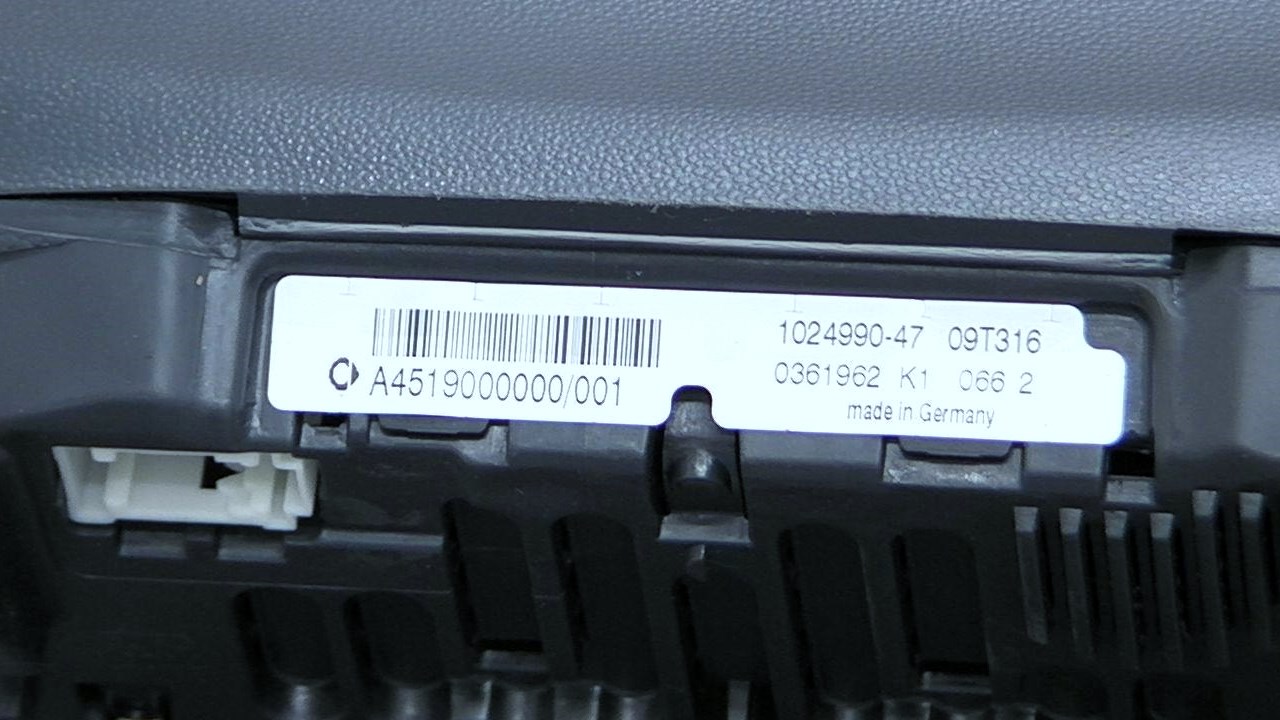 A4519000000/001
1024990-47 09T316
0361962 K1 066 2
made in Germany